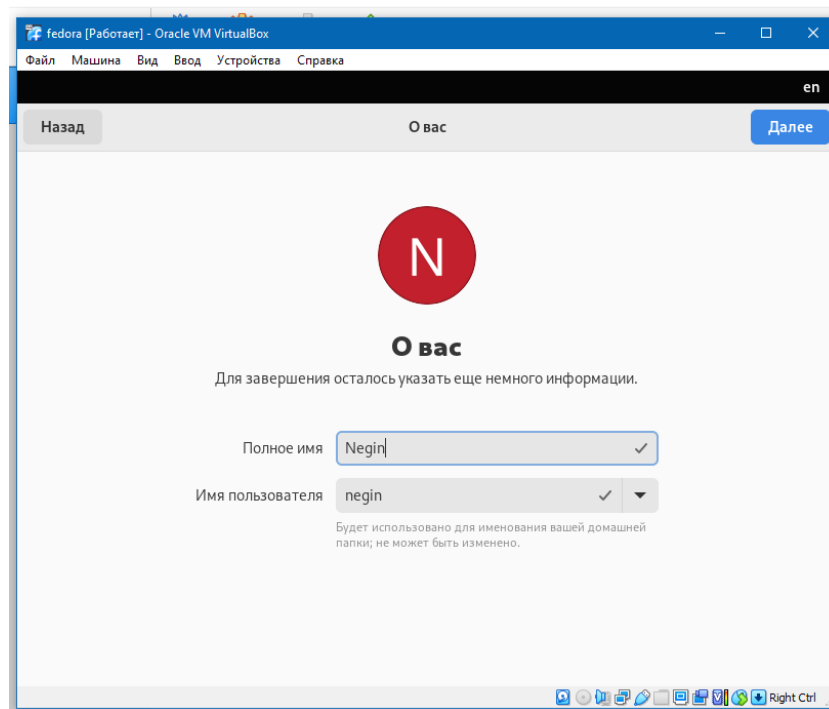 fedora [Работает] - Oracle VM VirtualBox
Файл Машина Вид Ввод Устройства Справка
en
Назад О вас Далее
N
О вас
Для завершения осталось указать еще немного информации.
Полное имя Negin
Имя пользователя negin
Будет использовано для именования вашей домашней
папки; не может быть изменено.
Right Ctrl